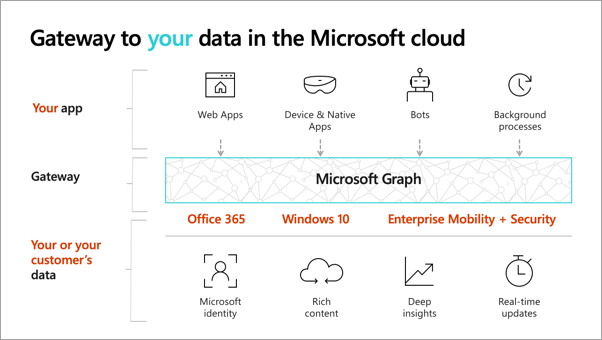 Gateway to your data in the Microsoft cloud
Your app
Web Apps
Device & Native
Apps
Bots
Background
processes
Gateway
Microsoft Graph
Office 365
Windows 10
Enterprise Mobility + Security
Your or your
customer's
data
Microsoft
identity
Rich
content
Deep
insights
Real-time
updates